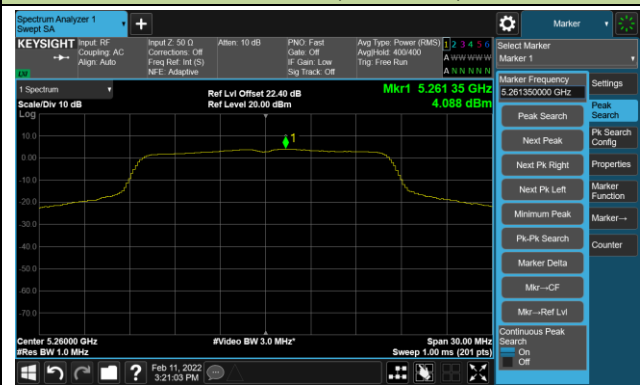 Spectrum Analyzer 1
Swept SA
Marker
KEYSIGHT
Input: RF
Coupling: AC
Align: Auto
Input Z: 50 Ω
Corrections: Off
Freq Ref: Int (S)
NFE: Adaptive
Atten: 10 dB
PNO: Fast
Gate: Off
IF Gain: Low
Sig Track: Off
Avg Type: Power (RMS)
Avg|Hold: 400/400
Trig: Free Run
1 2 3 4 5 6
A W W W W W
A N N N N N
Select Marker
Marker 1
1 Spectrum
Scale/Div 10 dB
Log
Ref Lvl Offset 22.40 dB
Ref Level 20.00 dBm
Mkr1 5.261 35 GHz
4.088 dBm
10.0
0.00
-10.0
-20.0
-30.0
-40.0
-50.0
-60.0
-70.0
1
Center 5.26000 GHz
#Res BW 1.0 MHz
#Video BW 3.0 MHz*
Span 30.00 MHz
Sweep 1.00 ms (201 pts)
Marker Frequency
5.261350000 GHz
Peak Search
Next Peak
Next Pk Right
Next Pk Left
Minimum Peak
Pk-Pk Search
Marker Delta
Mkr→CF
Mkr→Ref Lvl
Continuous Peak
Search
On
Off
Settings
Peak
Search
Pk Search
Config
Properties
Marker
Function
Marker→
Counter
Feb 11, 2022
3:21:03 PM